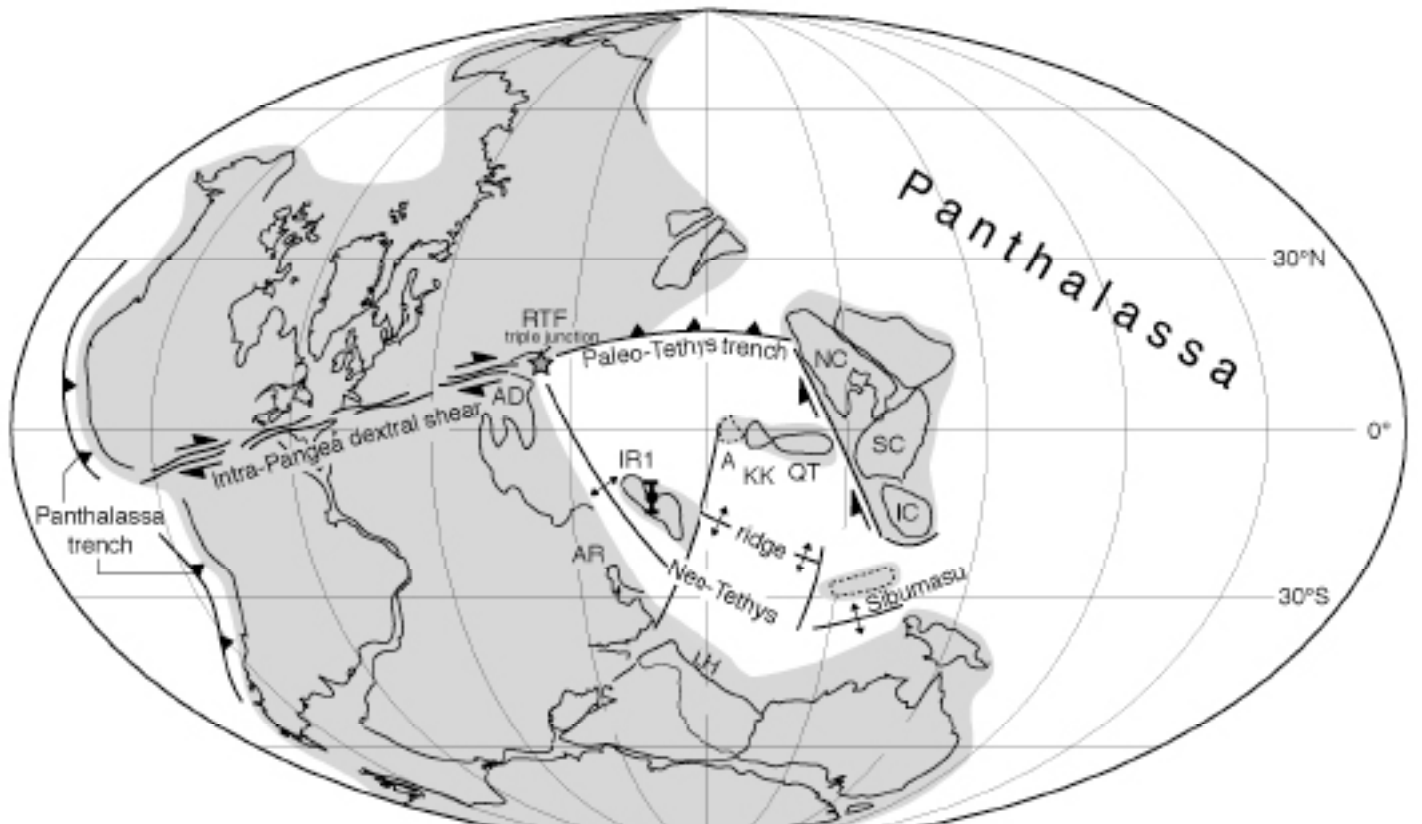 Panthalassa
30°N
RTF
triple junction
Paleo-Tethys trench
NC
AD
0°
Intra-Pangea dextral shear
SC
IR1
A
KK
QT
IC
Panthalassa
trench
ridge
AR
Neo-Tethys
Sibumasu
30°S
LH